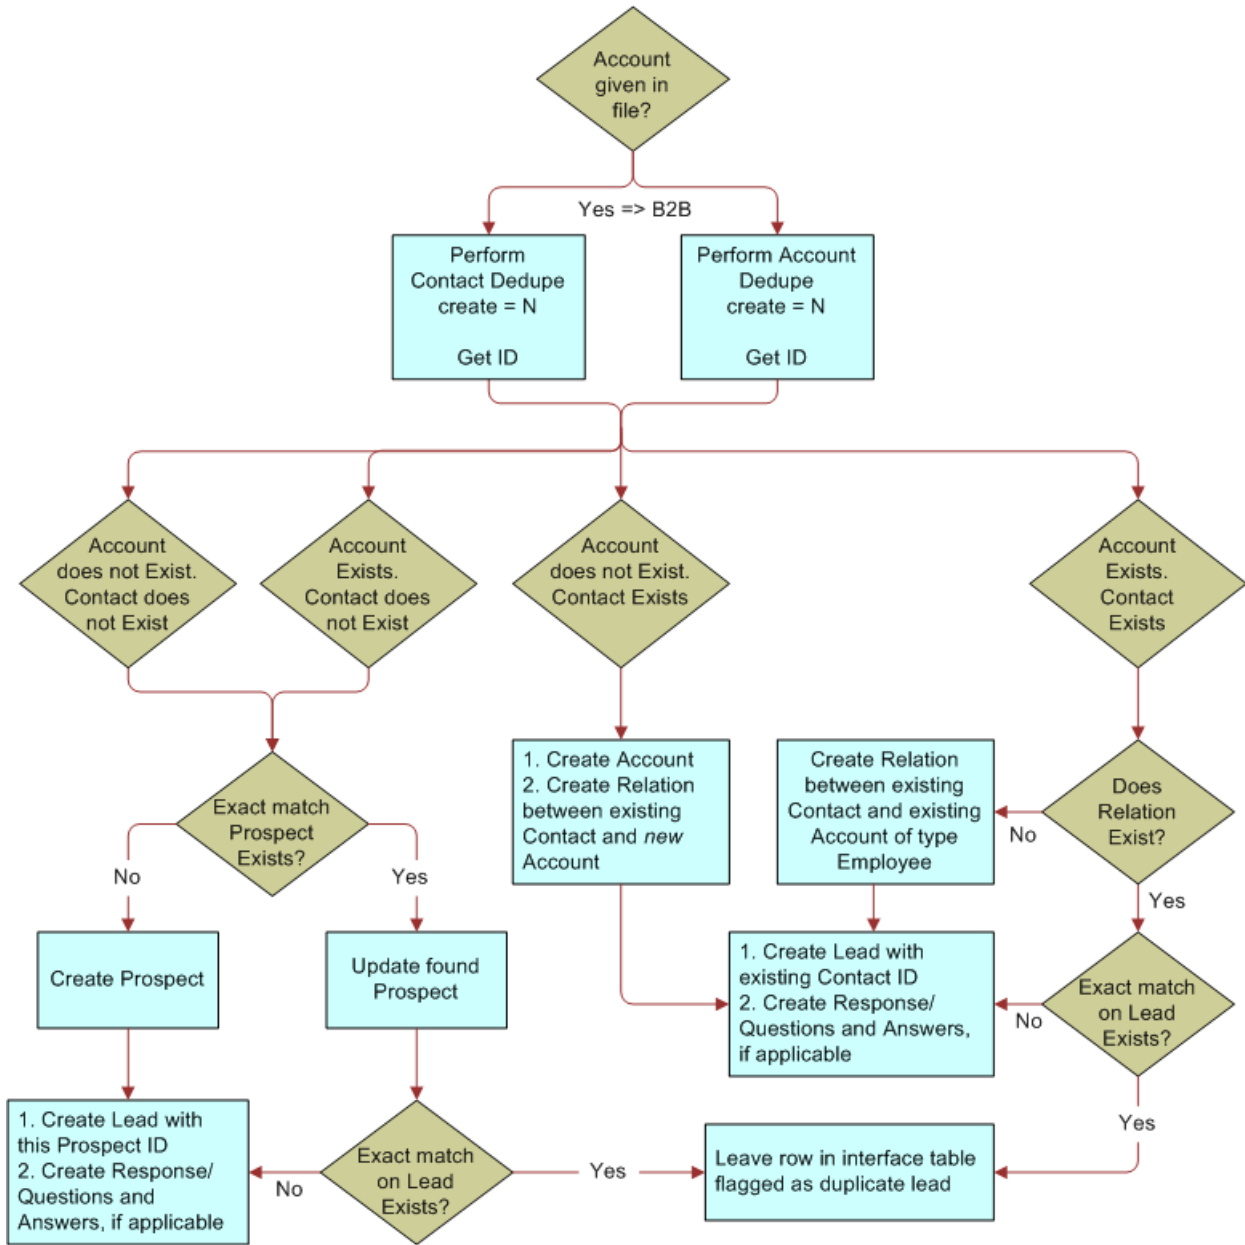 Account
given in
file?
Yes => B2B
Perform
Contact Dedupe
create = N
Get ID
Perform Account
Dedupe
create = N
Get ID
Account
does not Exist.
Contact does
not Exist
Account
Exists.
Contact does
not Exist
Account
does not Exist.
Contact Exists
Account
Exists.
Contact
Exists
Exact match
Prospect
Exists?
1. Create Account
2. Create Relation
between existing
Contact and new
Account
Create Relation
between existing
Contact and existing
Account of type
Employee
Does
Relation
Exist?
No
No
Yes
Yes
Create Prospect
Update found
Prospect
1. Create Lead with
existing Contact ID
2. Create Response/
Questions and Answers,
if applicable
No
Exact match
on Lead
Exists?
Yes
1. Create Lead with
this Prospect ID
2. Create Response/
Questions and
Answers, if applicable
No
Exact match
on Lead
Exists?
Yes
Leave row in interface table
flagged as duplicate lead